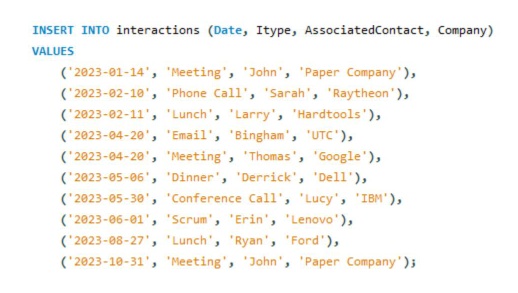 INSERT INTO interactions (Date, Itype, AssociatedContact, Company)
VALUES
('2023-01-14', 'Meeting', 'John', 'Paper Company'),
('2023-02-10', 'Phone Call', 'Sarah', 'Raytheon'),
('2023-02-11', 'Lunch', 'Larry', 'Hardtools'),
('2023-04-20', 'Email', 'Bingham', 'UTC'),
('2023-04-20', 'Meeting', 'Thomas', 'Google'),
('2023-05-06', 'Dinner', 'Derrick', 'Dell'),
('2023-05-30', 'Conference Call', 'Lucy', 'IBM'),
('2023-06-01', 'Scrum', 'Erin', 'Lenovo'),
('2023-08-27', 'Lunch', 'Ryan', 'Ford'),
('2023-10-31', 'Meeting', 'John', 'Paper Company');